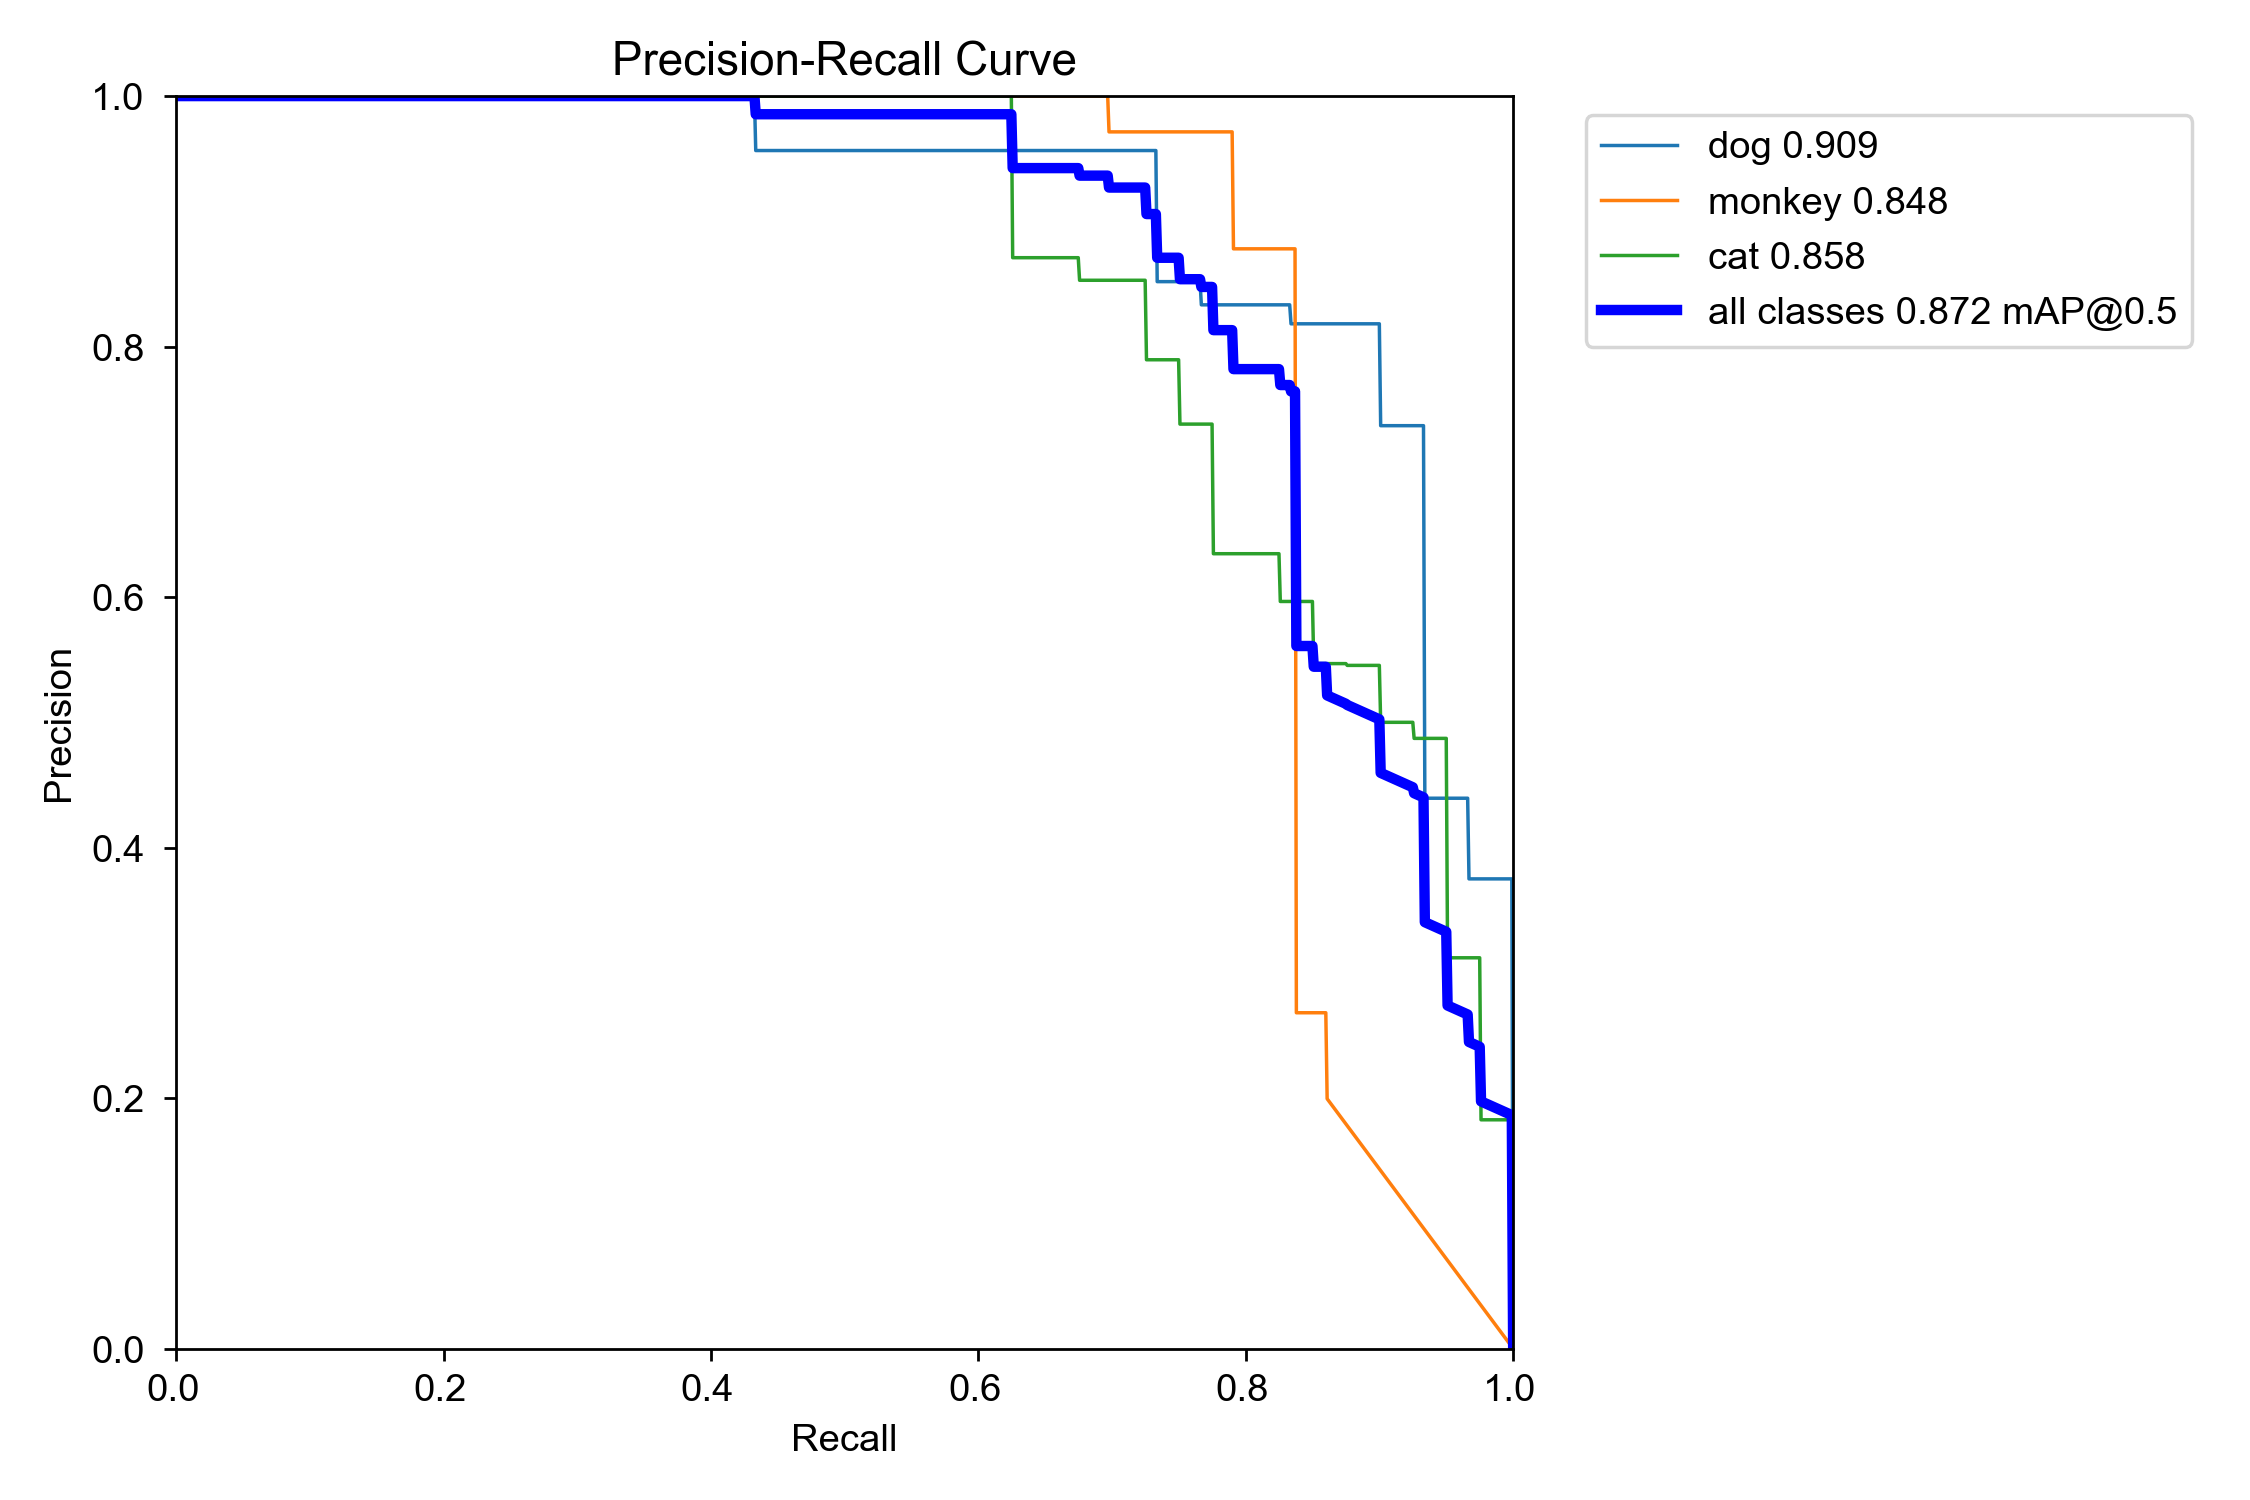 Precision-Recall Curve
1.0
0.8
0.6
0.4
0.2
0.0
Precision
0.0 0.2 0.4 0.6 0.8 1.0
Recall
dog 0.909
monkey 0.848
cat 0.858
all classes 0.872 mAP@0.5